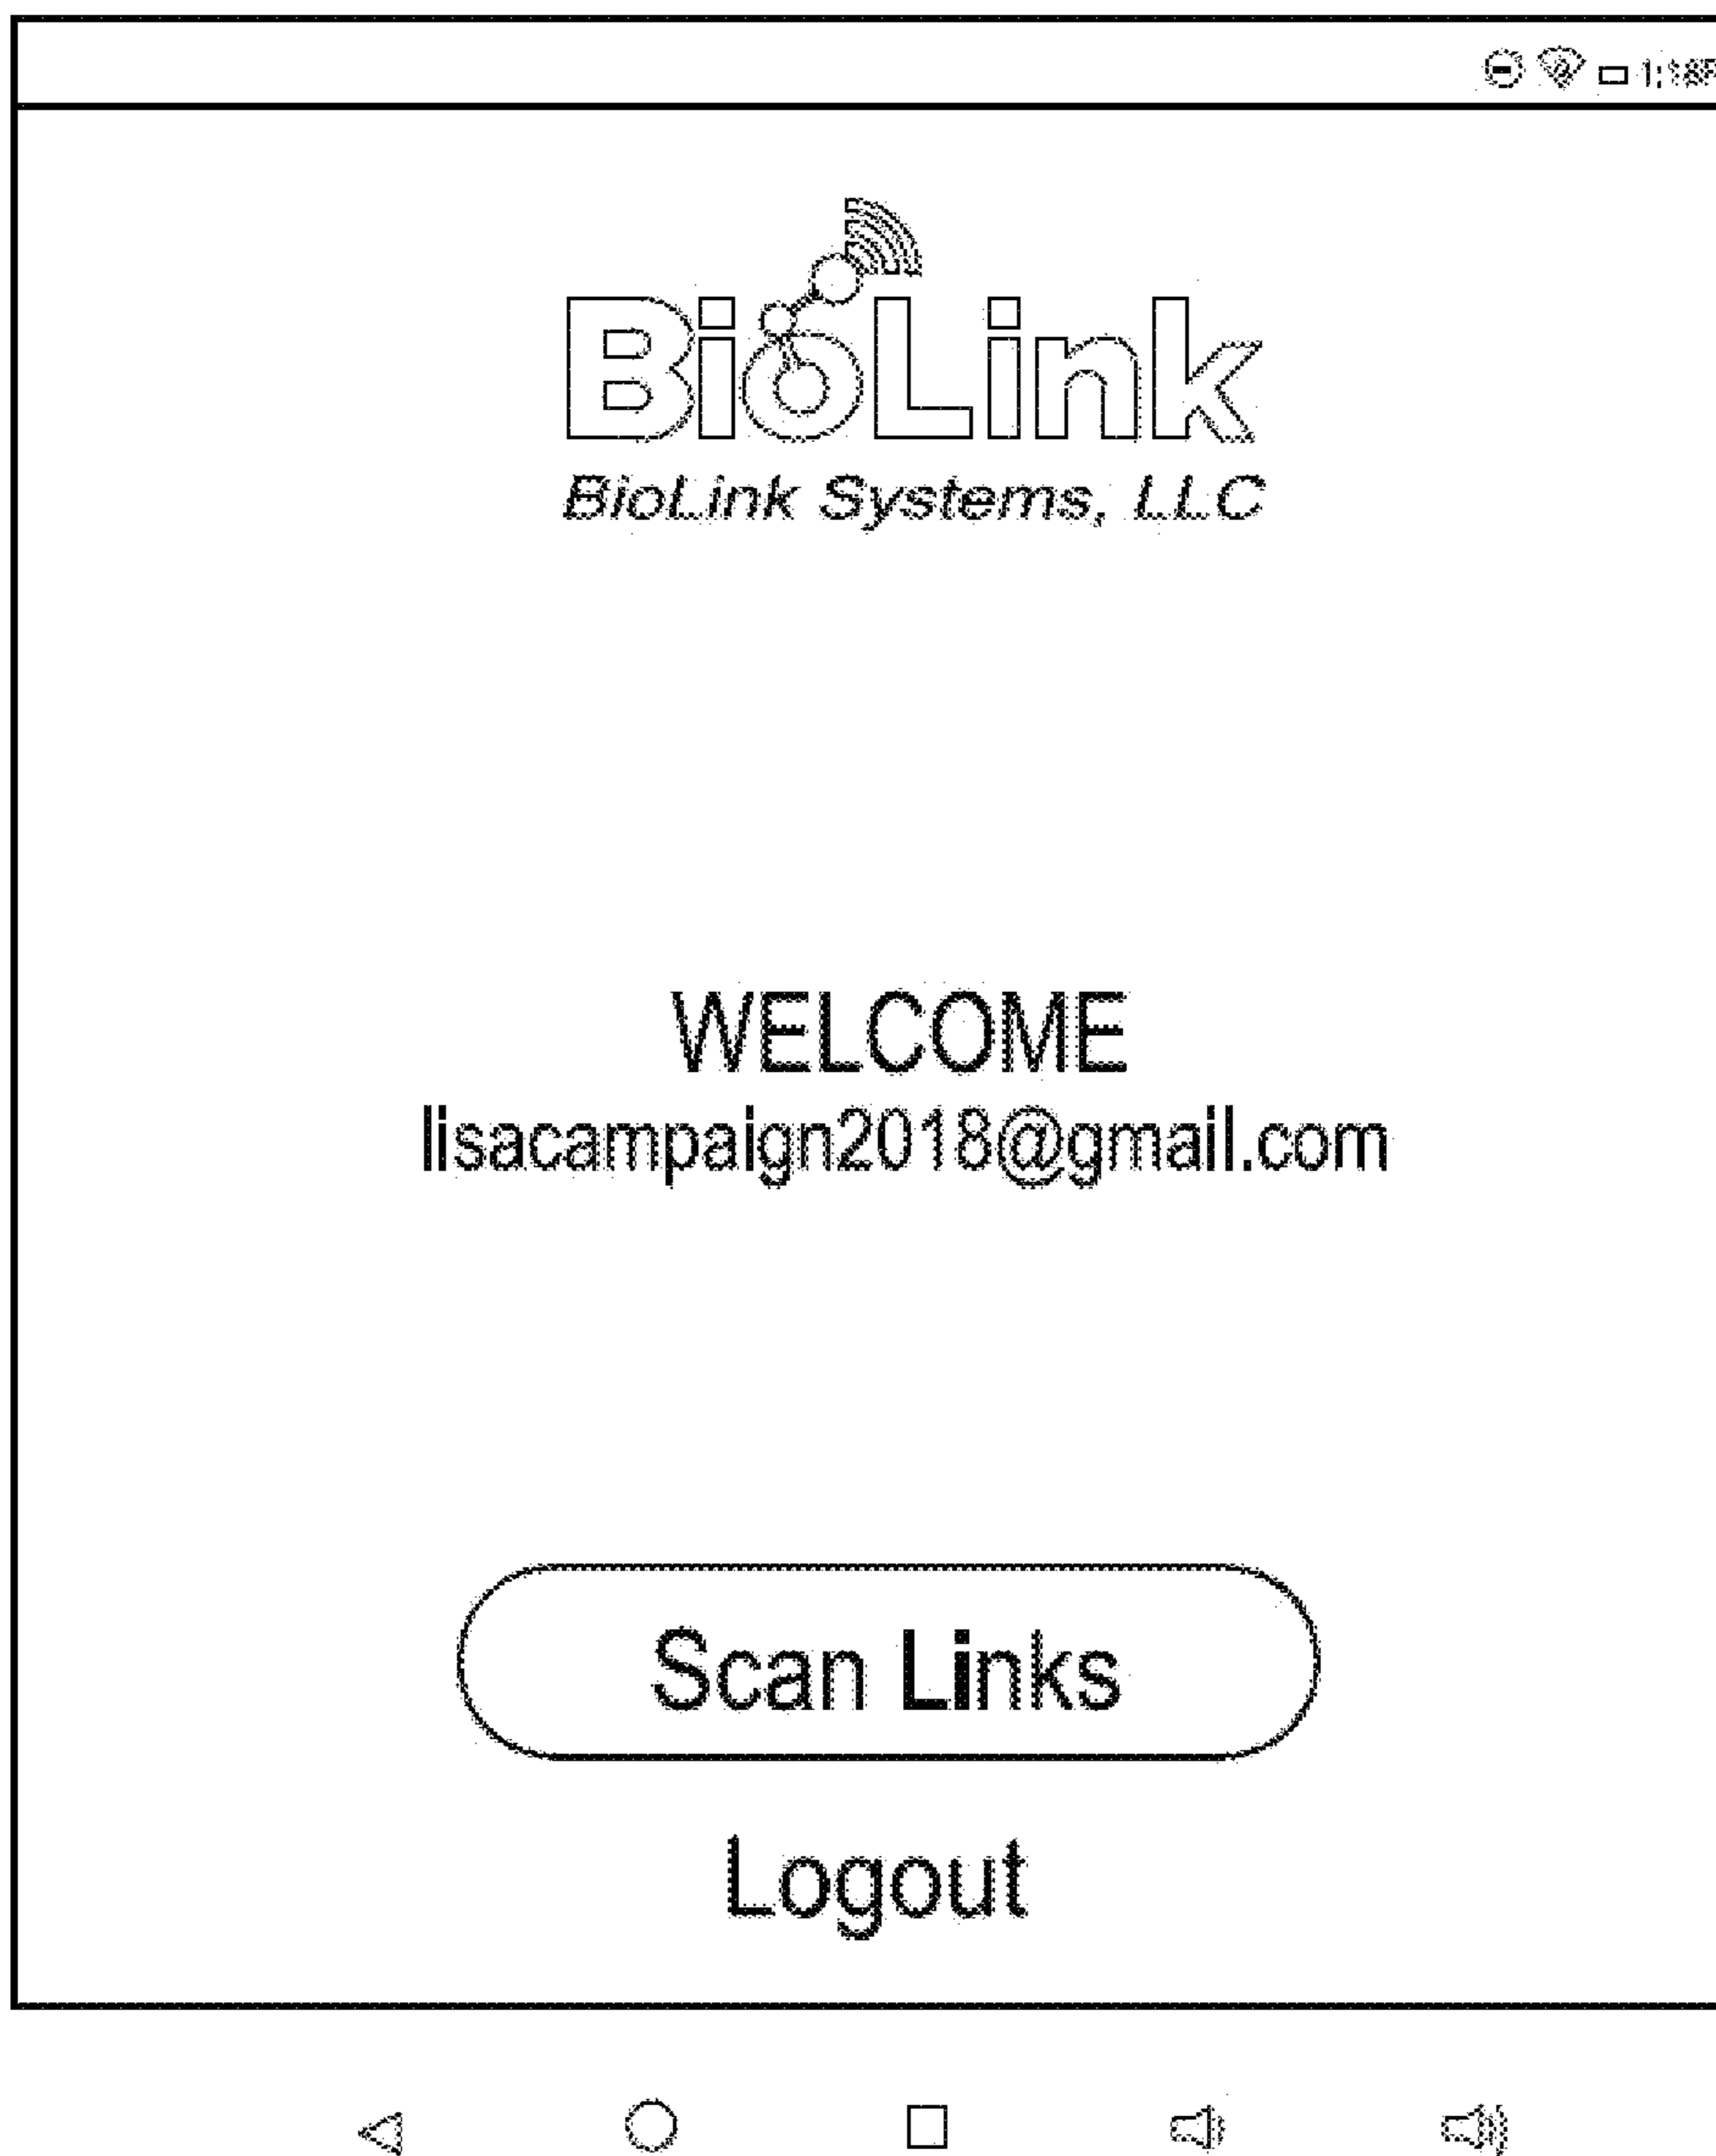 BioLink
BioLink Systems, LLC
WELCOME
lisacampaign2018@gmail.com
Scan Links
Logout